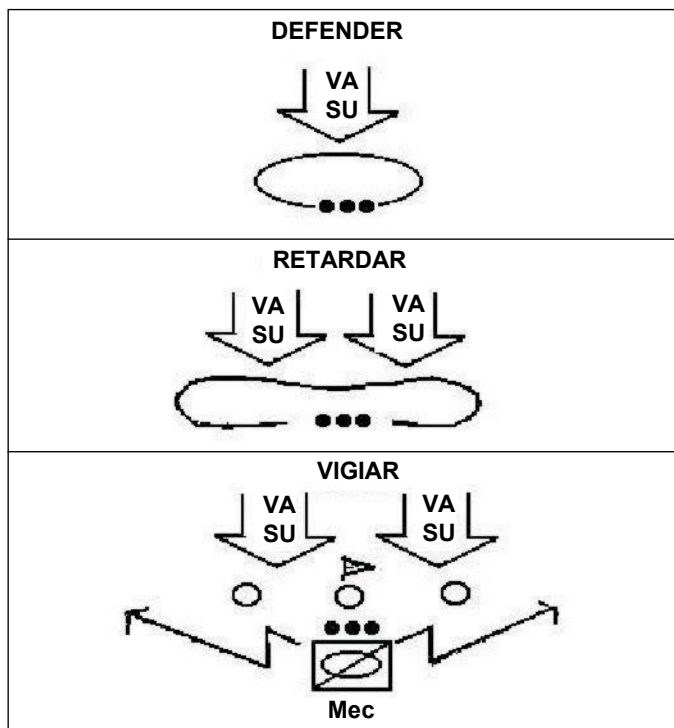 DEFENDER
VA
SU
RETARDAR
VA VA
SU SU
VIGIAR
VA VA
SU SU
Mec